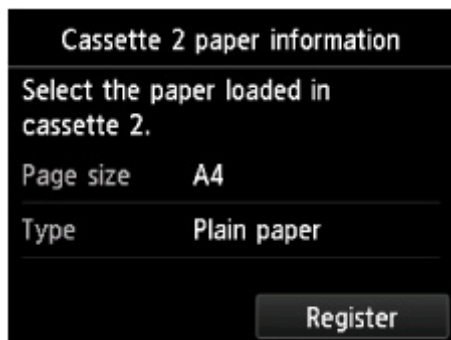 Cassette 2 paper information
Select the paper loaded in
cassette 2.
Page size A4
Type Plain paper
Register